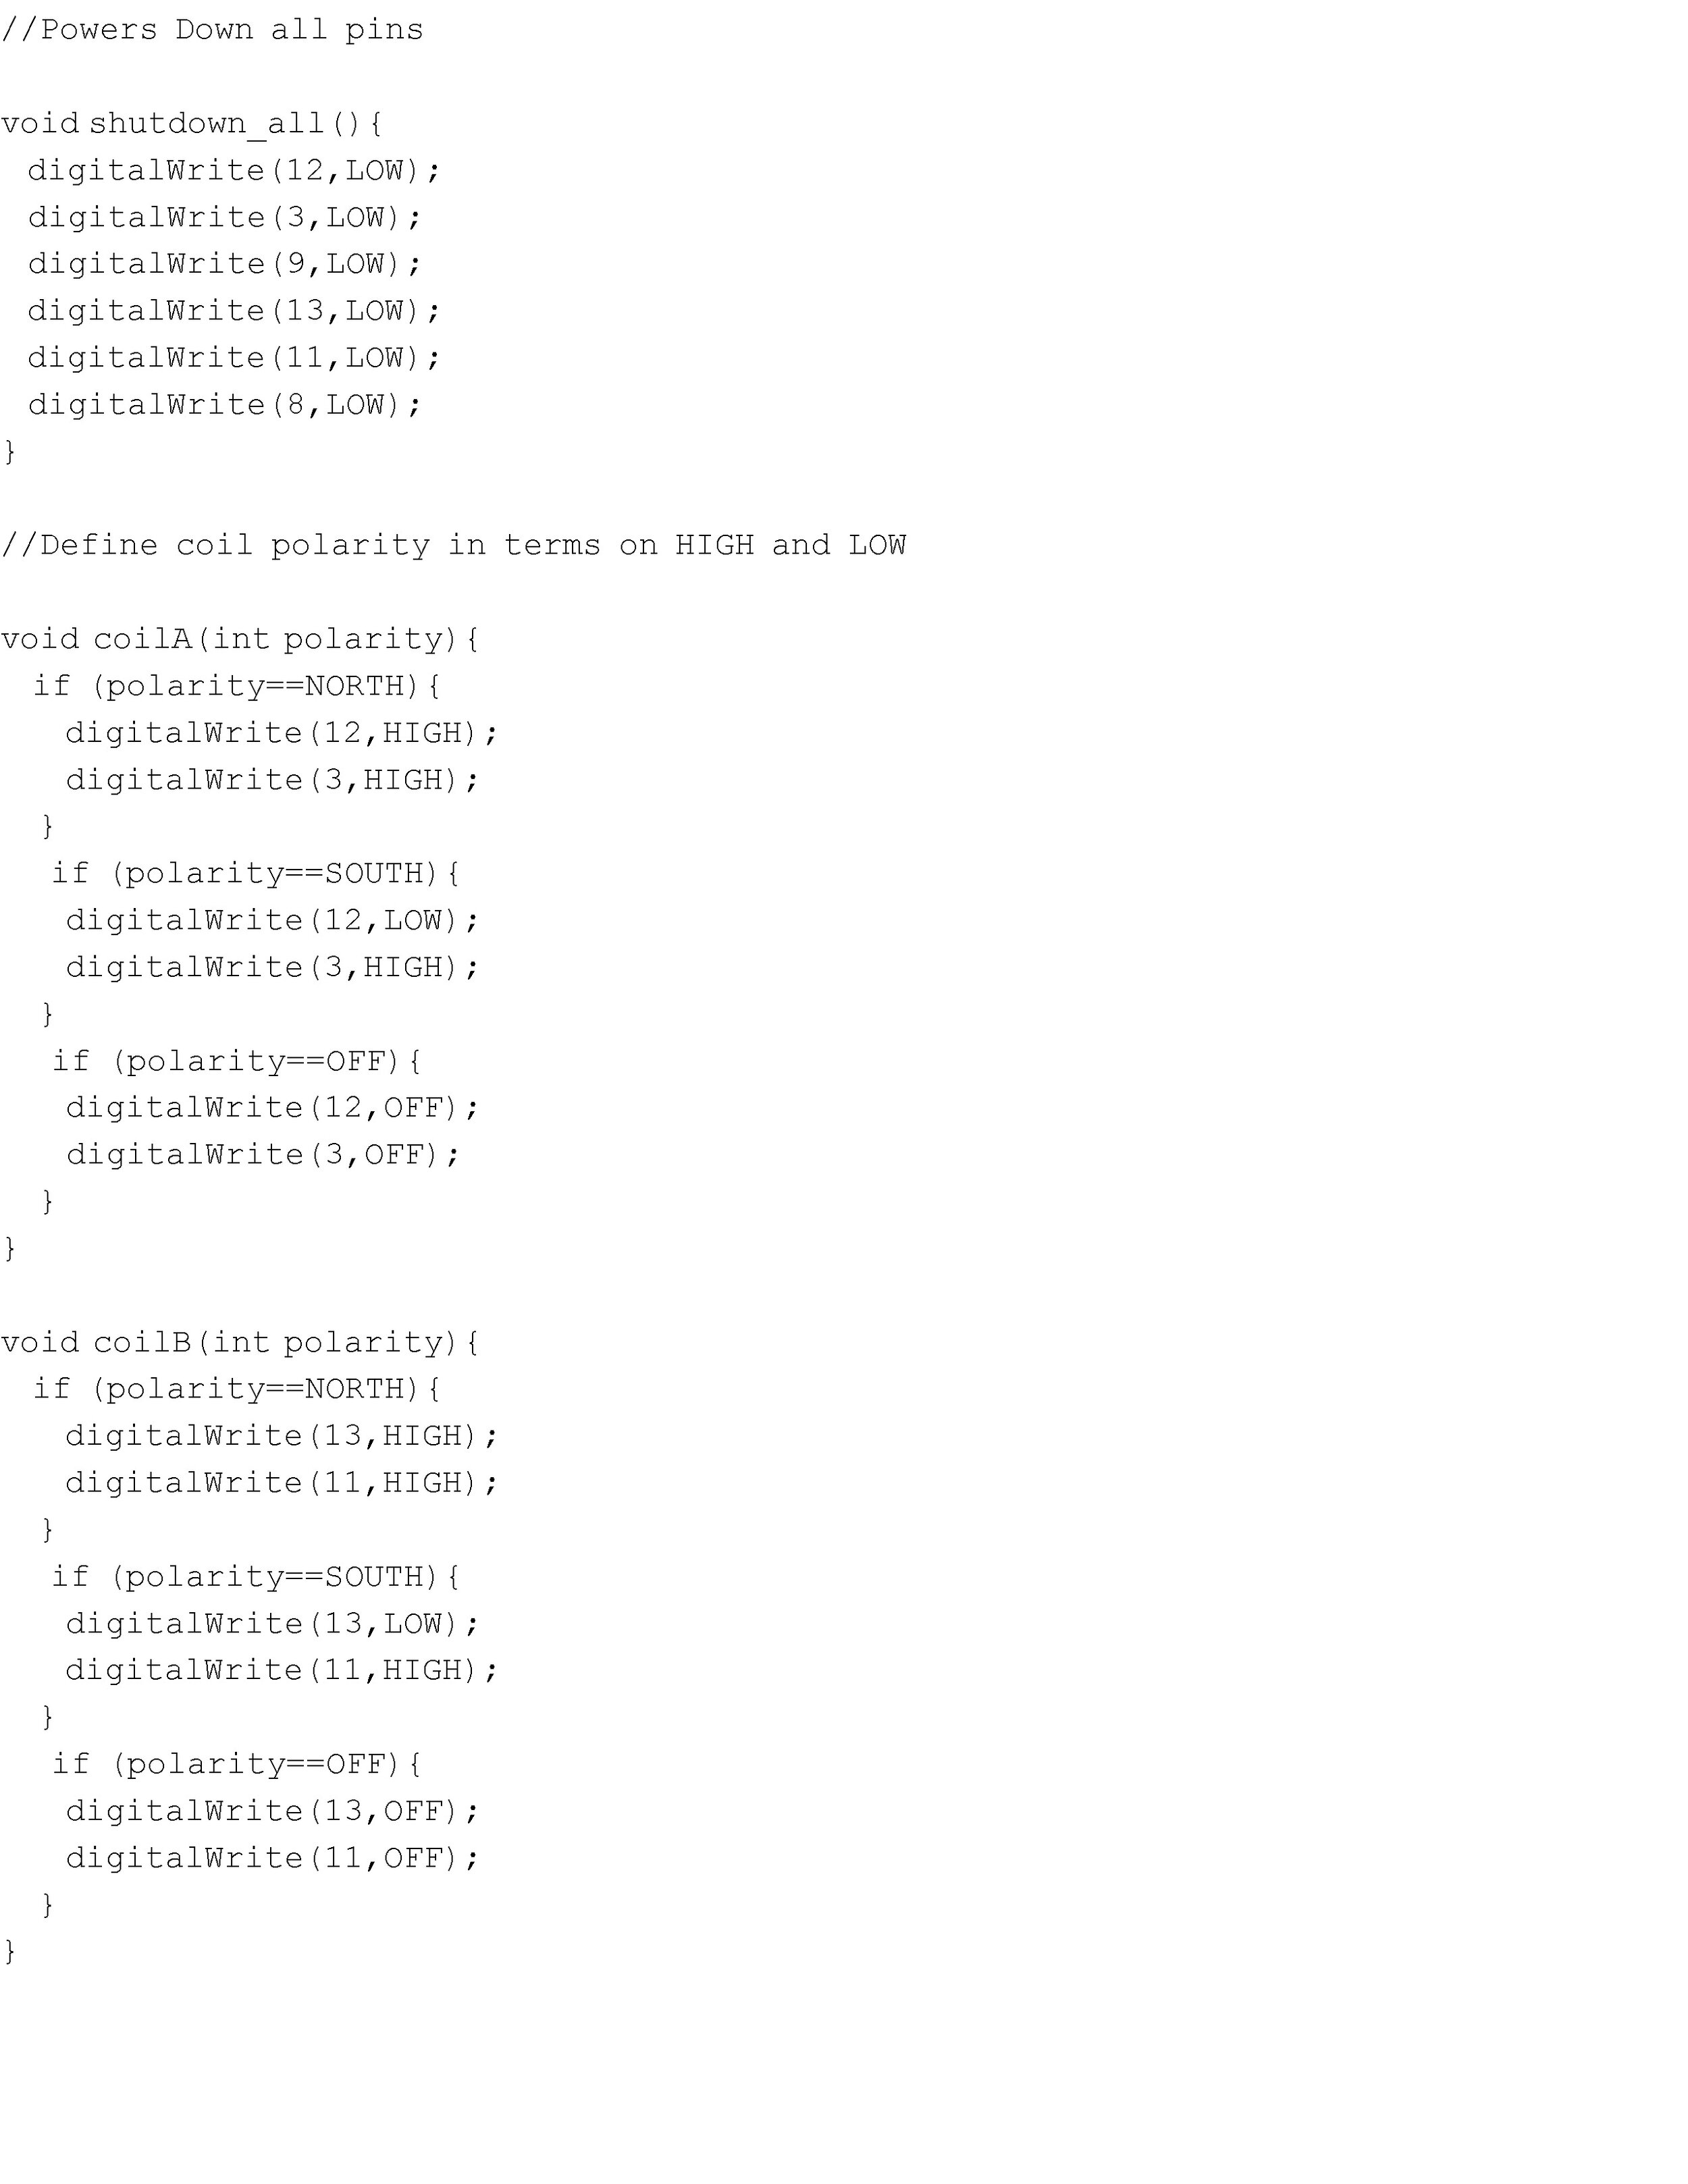 //Powers Down all pins
void shutdown_all(){
digitalWrite(12,LOW);
digitalWrite(3,LOW);
digitalWrite(9,LOW);
digitalWrite(13,LOW);
digitalWrite(11,LOW);
digitalWrite(8,LOW);
}
//Define coil polarity in terms on HIGH and LOW
void coilA(int polarity){
if (polarity==NORTH){
digitalWrite(12,HIGH);
digitalWrite(3,HIGH);
}
if (polarity==SOUTH){
digitalWrite(12,LOW);
digitalWrite(3,HIGH);
}
if (polarity==OFF){
digitalWrite(12,OFF);
digitalWrite(3,OFF);
}
}
void coilB(int polarity){
if (polarity==NORTH){
digitalWrite(13,HIGH);
digitalWrite(11,HIGH);
}
if (polarity==SOUTH){
digitalWrite(13,LOW);
digitalWrite(11,HIGH);
}
if (polarity==OFF){
digitalWrite(13,OFF);
digitalWrite(11,OFF);
}
}